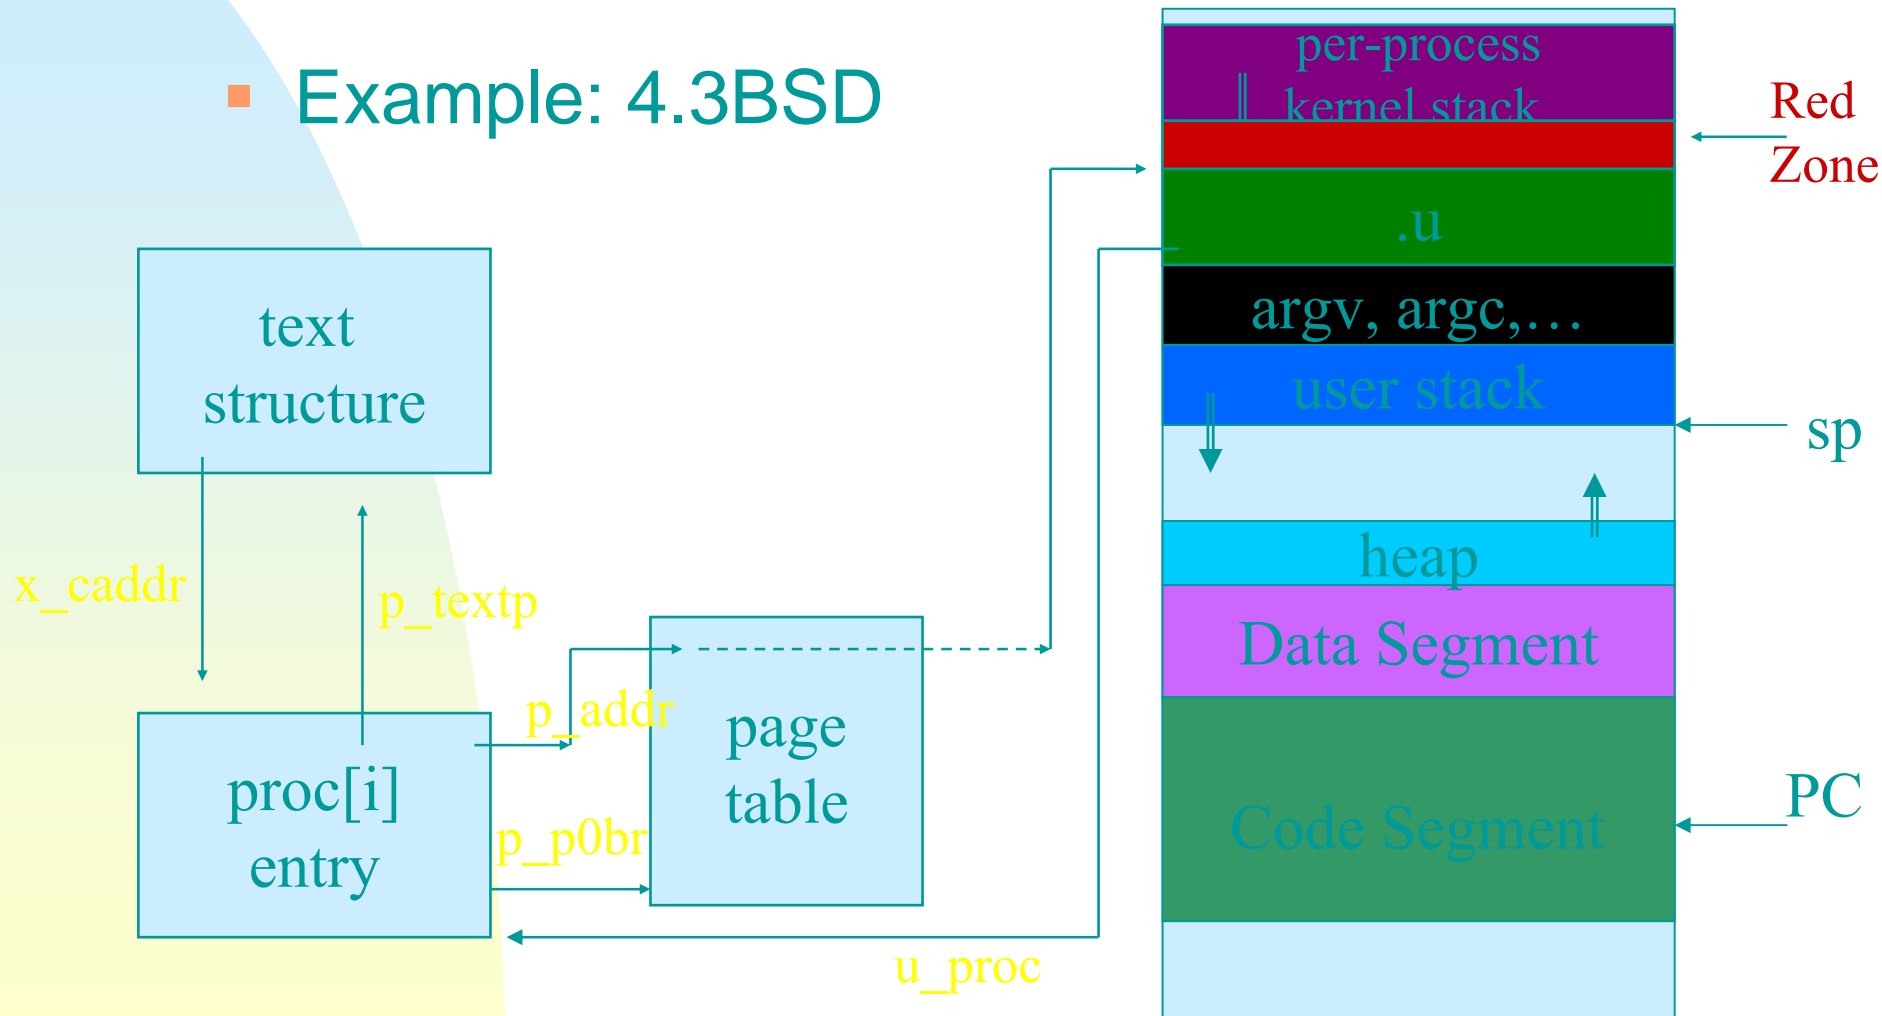 Example: 4.3BSD
per-process
kernel stack
Red
Zone
.u
argv, argc,…
user stack
sp
heap
Data Segment
Code Segment
PC
text
structure
x_caddr
p_textp
p_addr
proc[i]
entry
p_p0br
page
table
u_proc